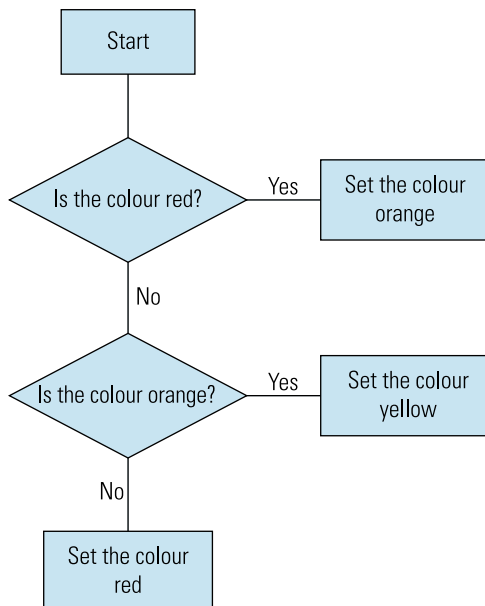 Start
Is the colour red?
Yes
Set the colour
orange
No
Is the colour orange?
Yes
Set the colour
yellow
No
Set the colour
red